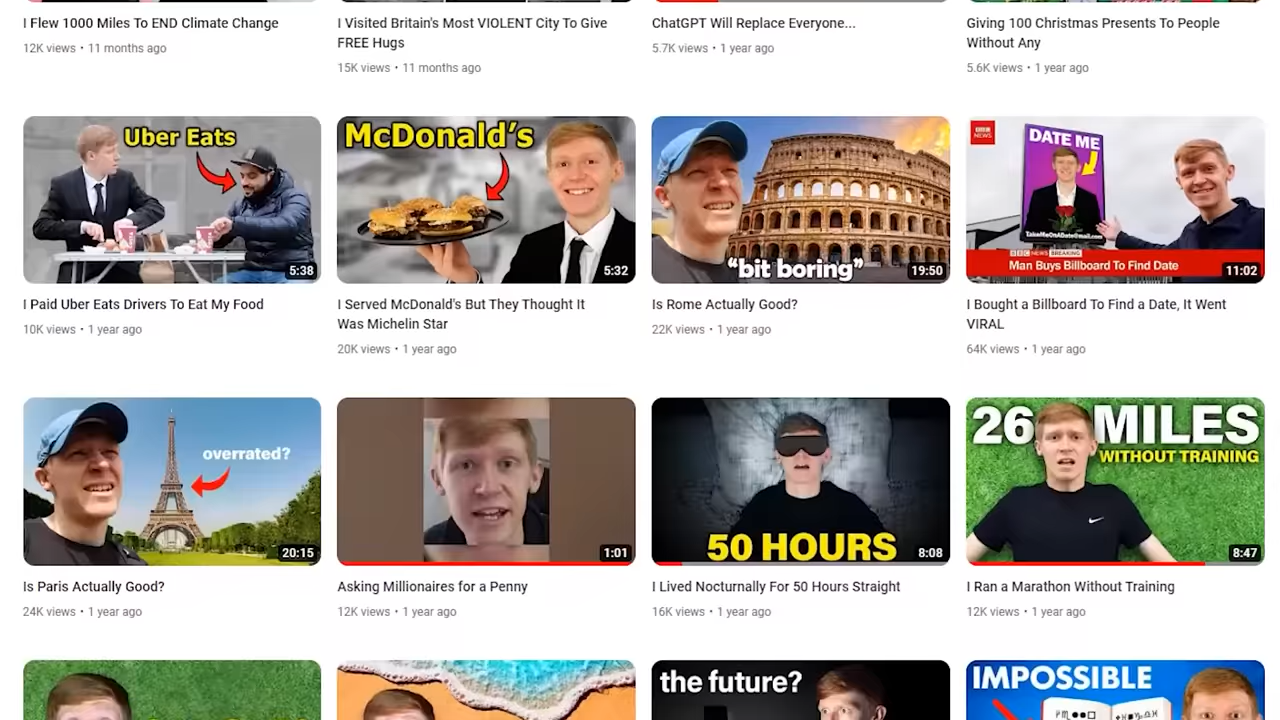 I Flew 1000 Miles To END Climate Change
12K views • 11 months ago
I Visited Britain's Most VIOLENT City To Give
FREE Hugs
15K views • 11 months ago
ChatGPT Will Replace Everyone...
5.7K views • 1 year ago
Giving 100 Christmas Presents To People
Without Any
5.6K views • 1 year ago
Uber Eats
5:38
I Paid Uber Eats Drivers To Eat My Food
10K views • 1 year ago
McDonald's
5:32
I Served McDonald's But They Thought It
Was Michelin Star
20K views • 1 year ago
"bit boring"
19:50
Is Rome Actually Good?
22K views • 1 year ago
BBC
NEWS
DATE ME
TakeMeOnADate@mail.com
BBC NEWS BREAKING
Man Buys Billboard To Find Date
11:02
I Bought a Billboard To Find a Date, It Went
VIRAL
64K views • 1 year ago
overrated?
20:15
Is Paris Actually Good?
24K views • 1 year ago
1:01
Asking Millionaires for a Penny
12K views • 1 year ago
50 HOURS
8:08
I Lived Nocturnally For 50 Hours Straight
16K views • 1 year ago
26 MILES
WITHOUT TRAINING
8:47
I Ran a Marathon Without Training
12K views • 1 year ago
the future?
IMPOSSIBLE